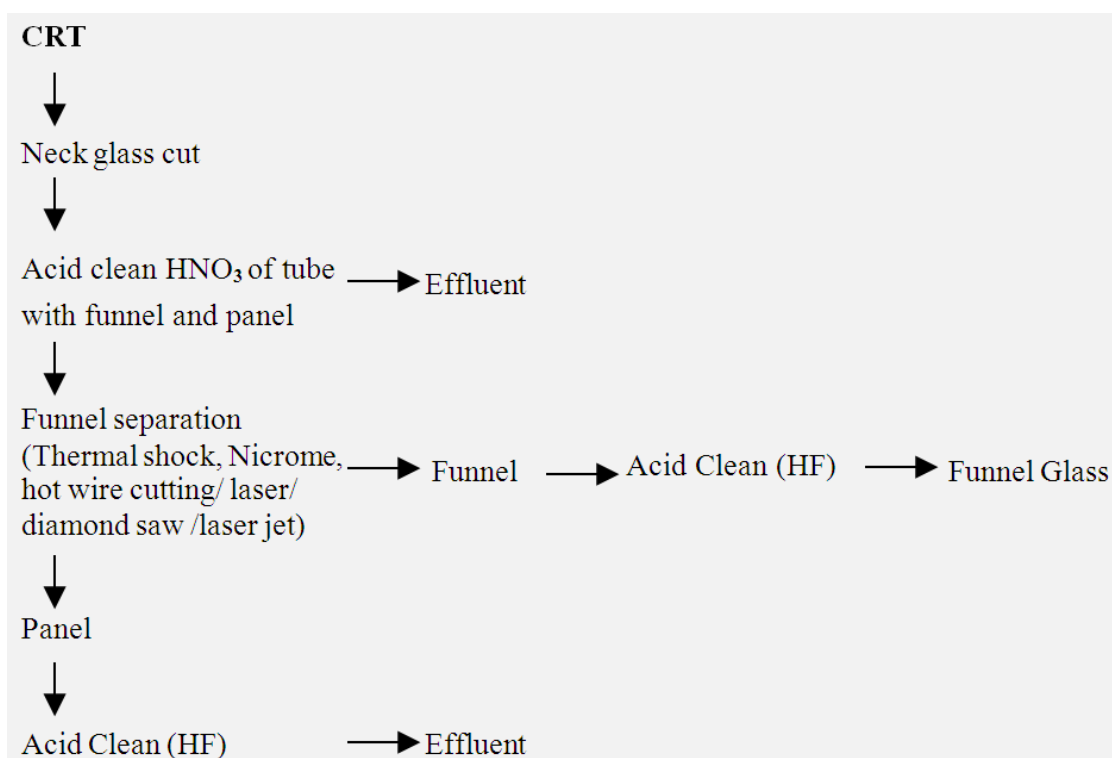 CRT
Neck glass cut
Acid clean HNO₃ of tube
with funnel and panel
Effluent
Funnel separation
(Thermal shock, Nicrome,
hot wire cutting/ laser/
diamond saw /laser jet)
Funnel
Acid Clean (HF)
Funnel Glass
Panel
Acid Clean (HF)
Effluent